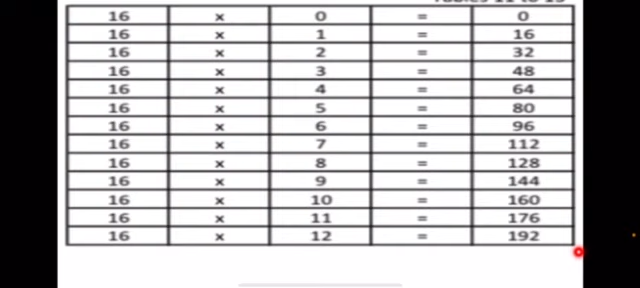 16 x 0 = 0
16 x 1 = 16
16 x 2 = 32
16 x 3 = 48
16 x 4 = 64
16 x 5 = 80
16 x 6 = 96
16 x 7 = 112
16 x 8 = 128
16 x 9 = 144
16 x 10 = 160
16 x 11 = 176
16 x 12 = 192